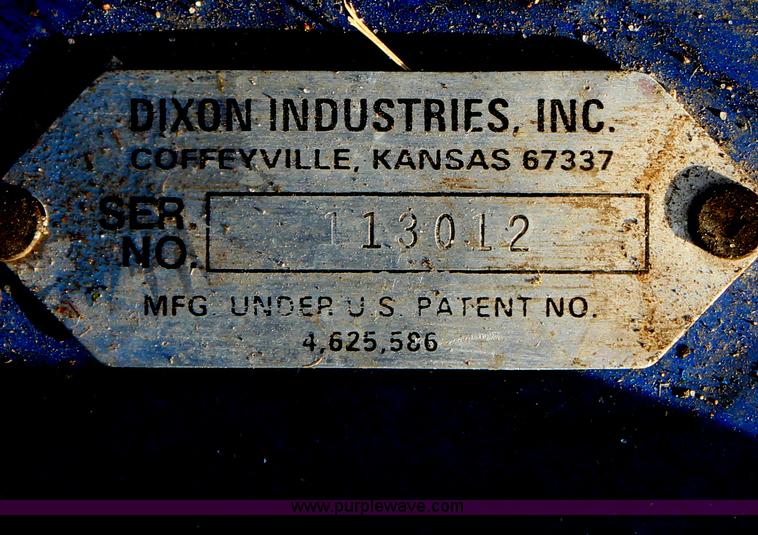 DIXON INDUSTRIES, INC.
COFFEYVILLE, KANSAS 67337
SER. NO. 113012
MFG. UNDER U.S. PATENT NO.
4,625,586
www.purplewave.com